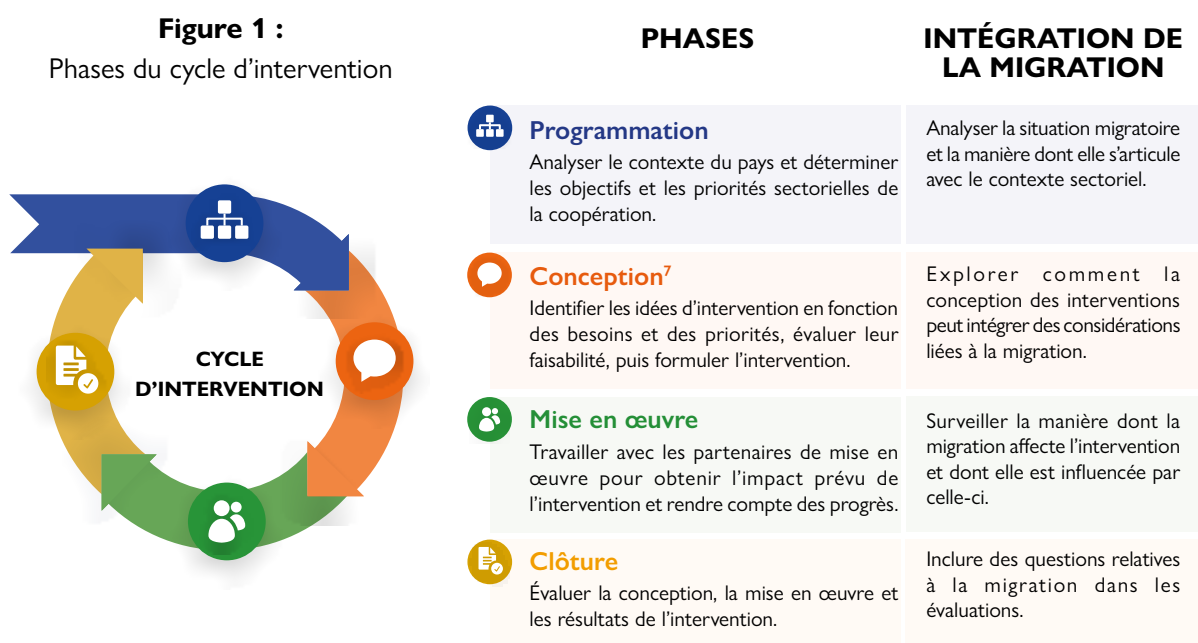 Figure 1 :
Phases du cycle d’intervention
CYCLE
D’INTERVENTION
PHASES
INTÉGRATION DE
LA MIGRATION
Programmation
Analyser le contexte du pays et déterminer
les objectifs et les priorités sectorielles de
la coopération.
Analyser la situation migratoire
et la manière dont elle s’articule
avec le contexte sectoriel.
Conception7
Identifier les idées d’intervention en fonction
des besoins et des priorités, évaluer leur
faisabilité, puis formuler l’intervention.
Explorer comment la
conception des interventions
peut intégrer des considérations
liées à la migration.
Mise en œuvre
Travailler avec les partenaires de mise en
œuvre pour obtenir l’impact prévu de
l’intervention et rendre compte des progrès.
Surveiller la manière dont la
migration affecte l’intervention
et dont elle est influencée par
celle-ci.
Clôture
Évaluer la conception, la mise en œuvre et
les résultats de l’intervention.
Inclure des questions relatives
à la migration dans les
évaluations.